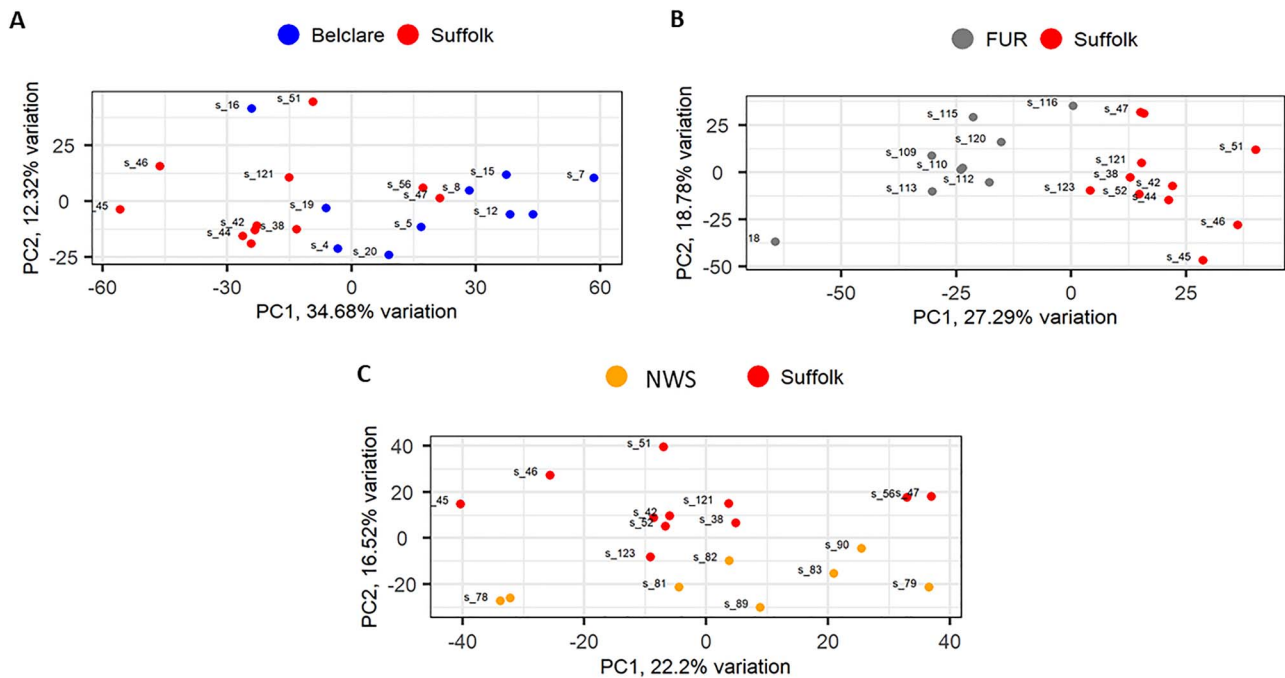 A
Belclare Suffolk
s_16 s_51
25
s_46
s_121
s_15
s_7
s_56
s_8
s_47
0
_45
s_19
s_12
s_42
s_44
s_38
s_5
s_4
s_20
-25
-60 -30 0 30 60
PC1, 34.68% variation
PC2, 12.32% variation
B
FUR Suffolk
s_116 s_47
25
s_115
s_120
s_51
s_109
s_121
s_110
s_38
0
s_112
s_42
s_113
s_123
s_52
s_44
-25
s_46
18
s_45
-50
-50 -25 0 25
PC1, 27.29% variation
PC2, 18.78% variation
C
NWS Suffolk
40
s_51
s_46
20
_45
s_121
s_56 s_47
s_42
s_52
s_38
0
s_123
s_82
s_90
-20
s_81
s_83
s_79
s_78
s_89
-40 -20 0 20 40
PC1, 22.2% variation
PC2, 16.52% variation